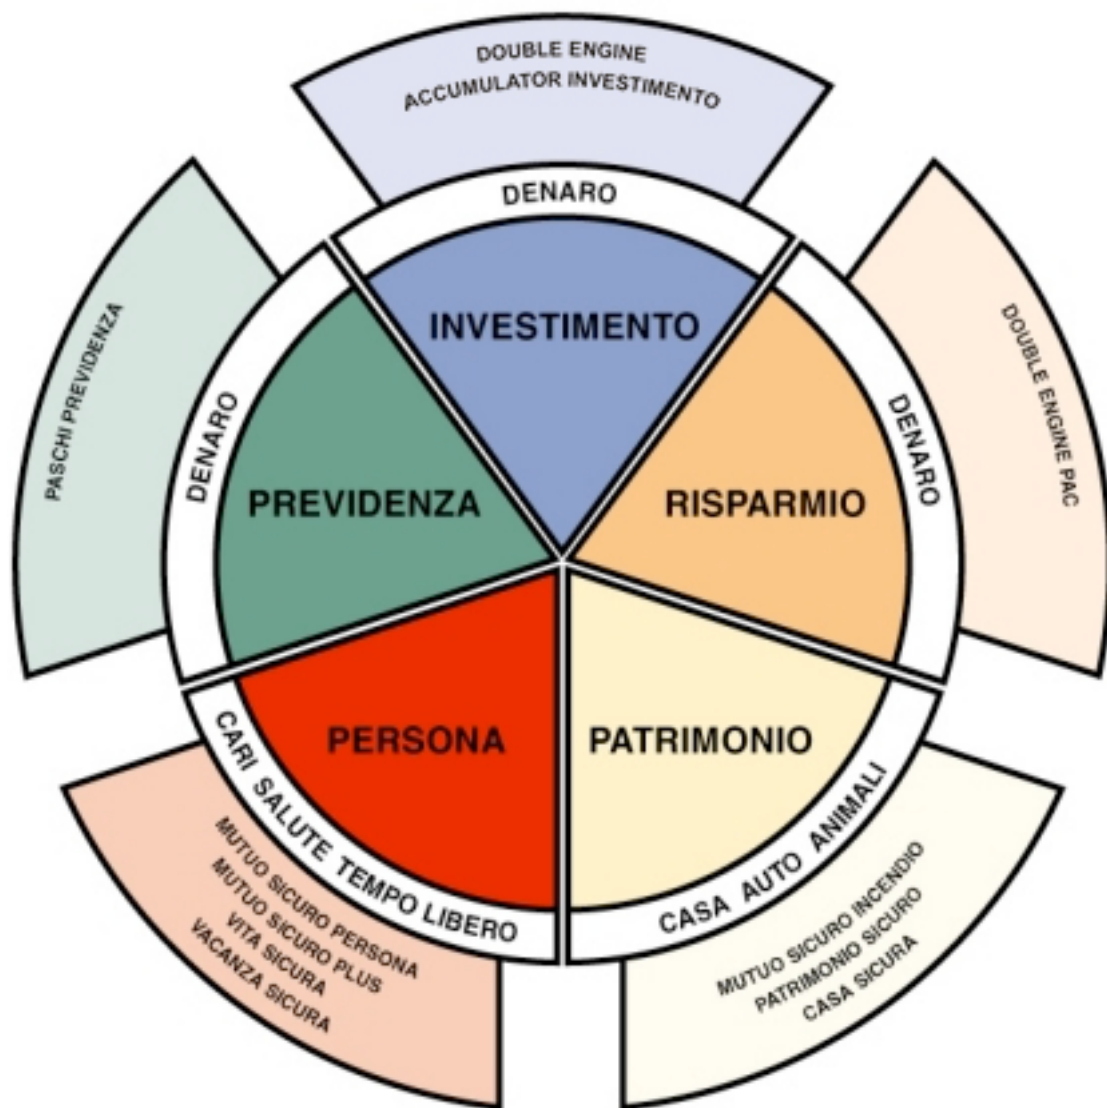 DOUBLE ENGINE
ACCUMULATOR INVESTIMENTO
DENARO
INVESTIMENTO
PASCHI PREVIDENZA
DENARO
PREVIDENZA
DOUBLE ENGINE PAC
DENARO
RISPARMIO
PERSONA
CARI SALUTE TEMPO LIBERO
MUTUO SICURO PERSONA
MUTUO SICURO PLUS
VITA SICURA
VACANZA SICURA
PATRIMONIO
CASA AUTO ANIMALI
MUTUO SICURO INCENDIO
PATRIMONIO SICURO
CASA SICURA